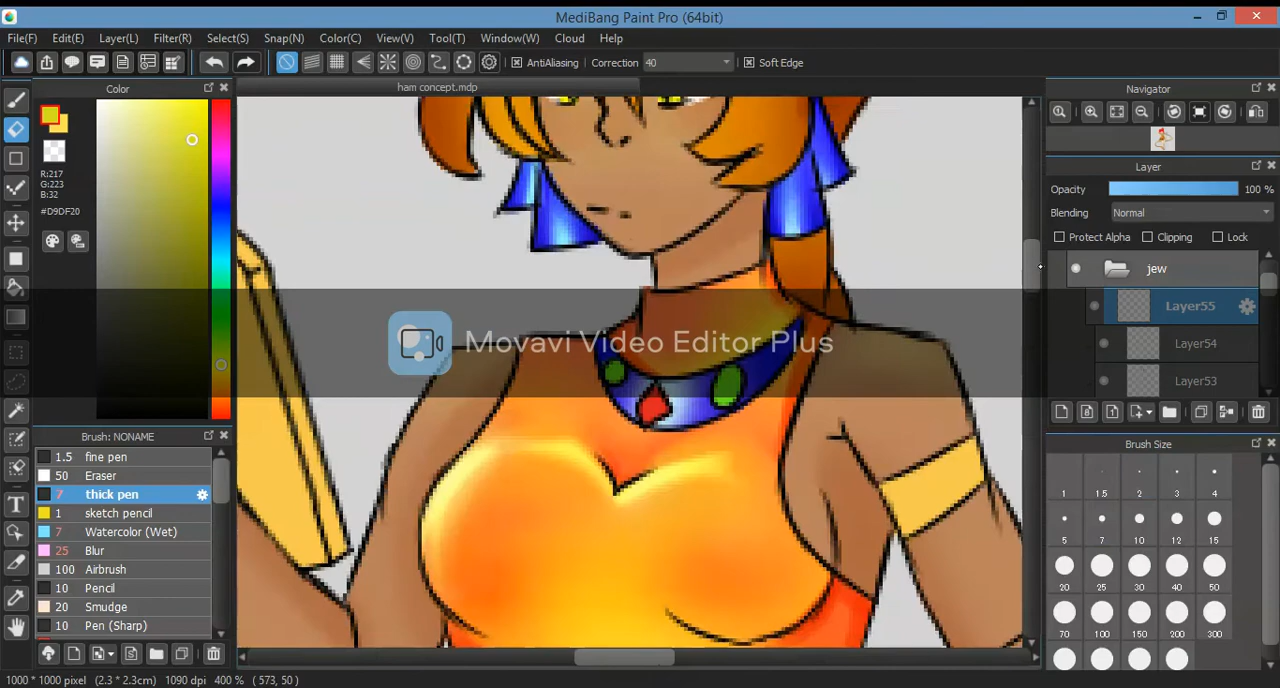 MediBang Paint Pro (64bit)
File(F) Edit(E) Layer(L) Filter(R) Select(S) Snap(N) Color(C) View(V) Tool(T) Window(W) Cloud Help
AntiAliasing Correction 40 Soft Edge
Color
ham concept.mdp
Navigator
R:217
G:223
B:32
#D9DF20
Layer
Opacity 100 %
Blending Normal
Protect Alpha Clipping Lock
jew
Layer55
Layer54
Layer53
Movavi Video Editor Plus
Brush: NONAME
1.5 fine pen
50 Eraser
7 thick pen
1 sketch pencil
7 Watercolor (Wet)
25 Blur
100 Airbrush
10 Pencil
20 Smudge
10 Pen (Sharp)
Brush Size
1 1.5 2 3 4
5 7 10 12 15
20 25 30 40 50
70 100 150 200 300
1000 * 1000 pixel (2.3 * 2.3cm) 1090 dpi 400 % ( 573, 50 )